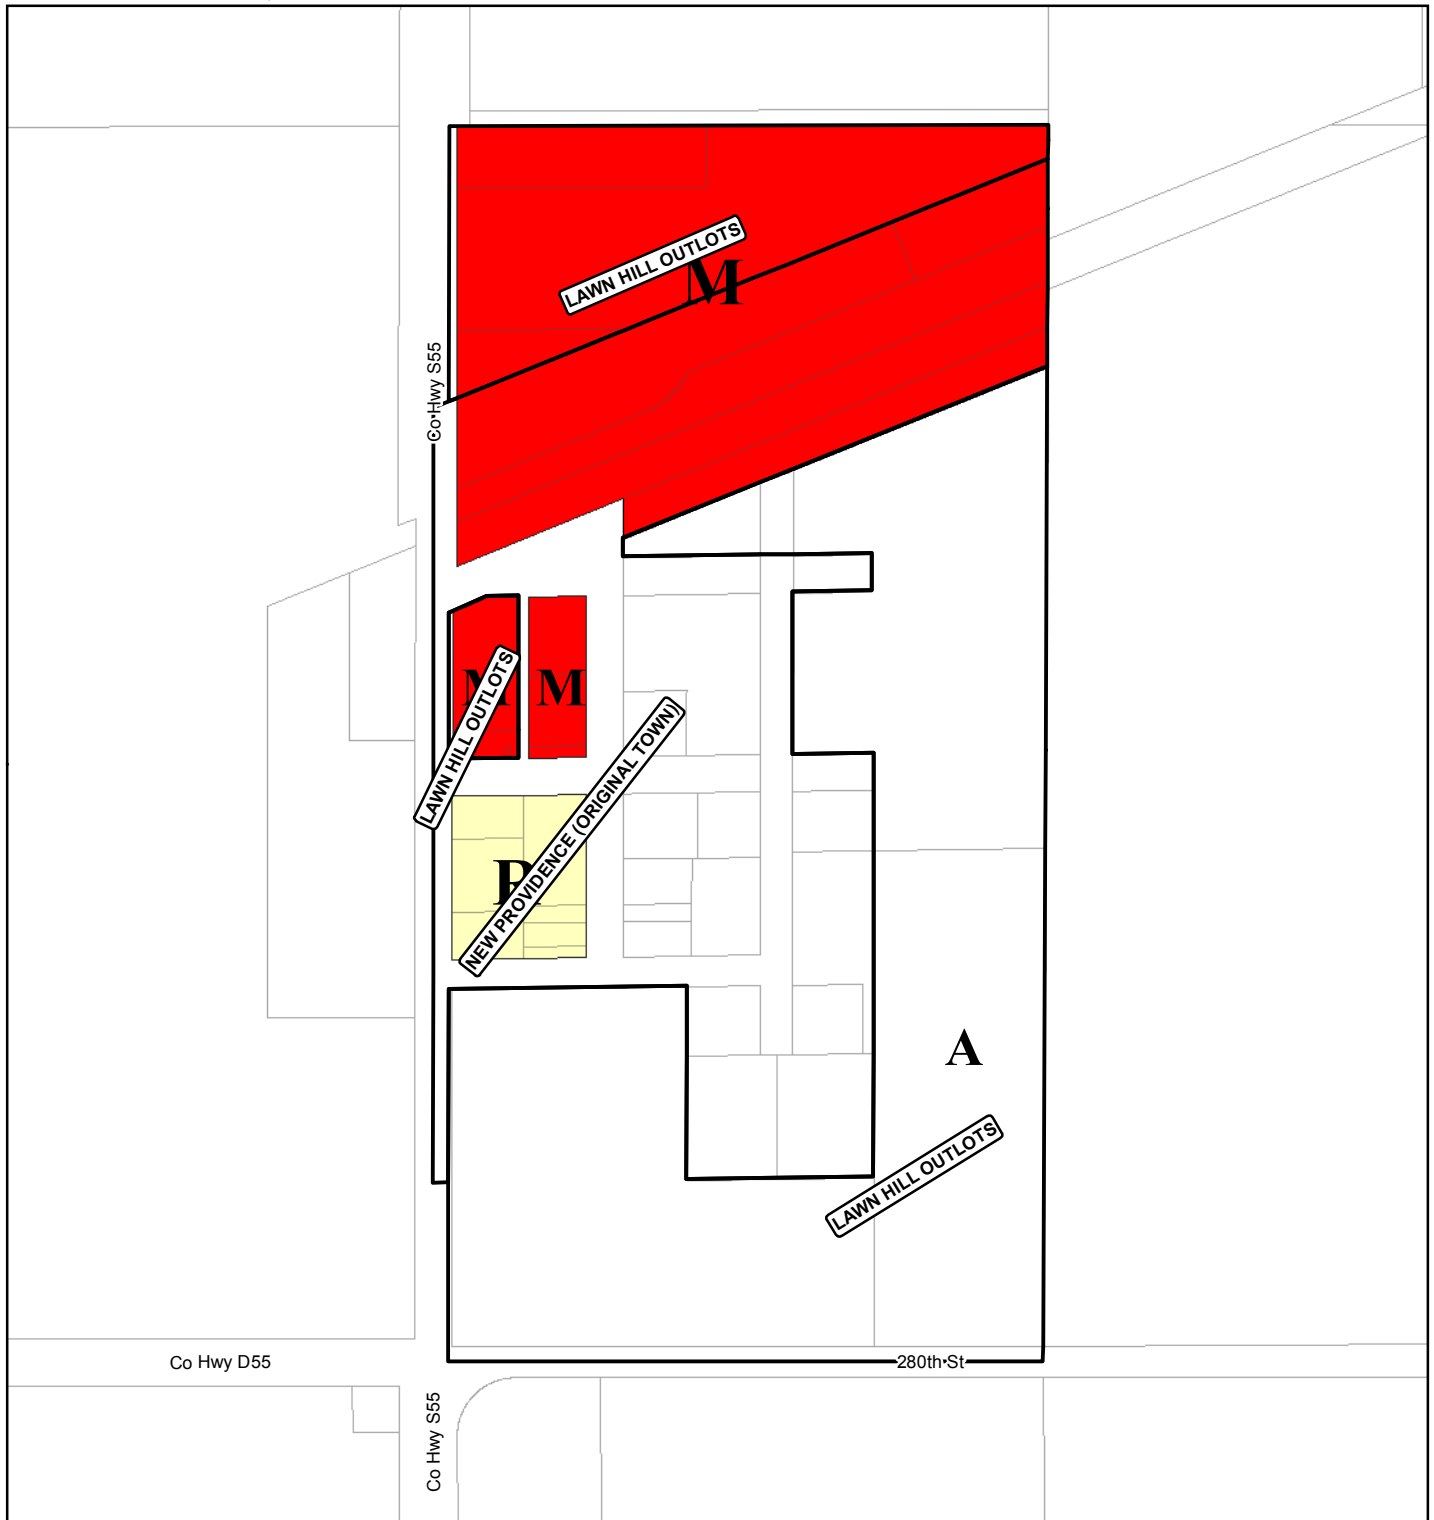 LAWN HILL OUTLOTS
M
Co Hwy S55
M
M
LAWN HILL OUTLOTS
NEW PROVIDENCE (ORIGINAL TOWN))
R
A
LAWN HILL OUTLOTS
Co Hwy D55
280th St
Co Hwy S55